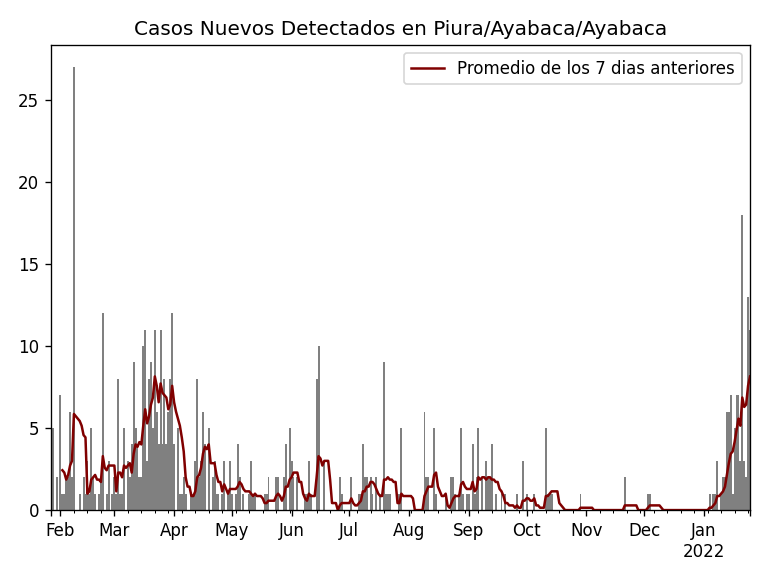 Casos Nuevos Detectados en Piura/Ayabaca/Ayabaca
Promedio de los 7 dias anteriores
25
20
15
10
5
0
Feb Mar Apr May Jun Jul Aug Sep Oct Nov Dec Jan
2022